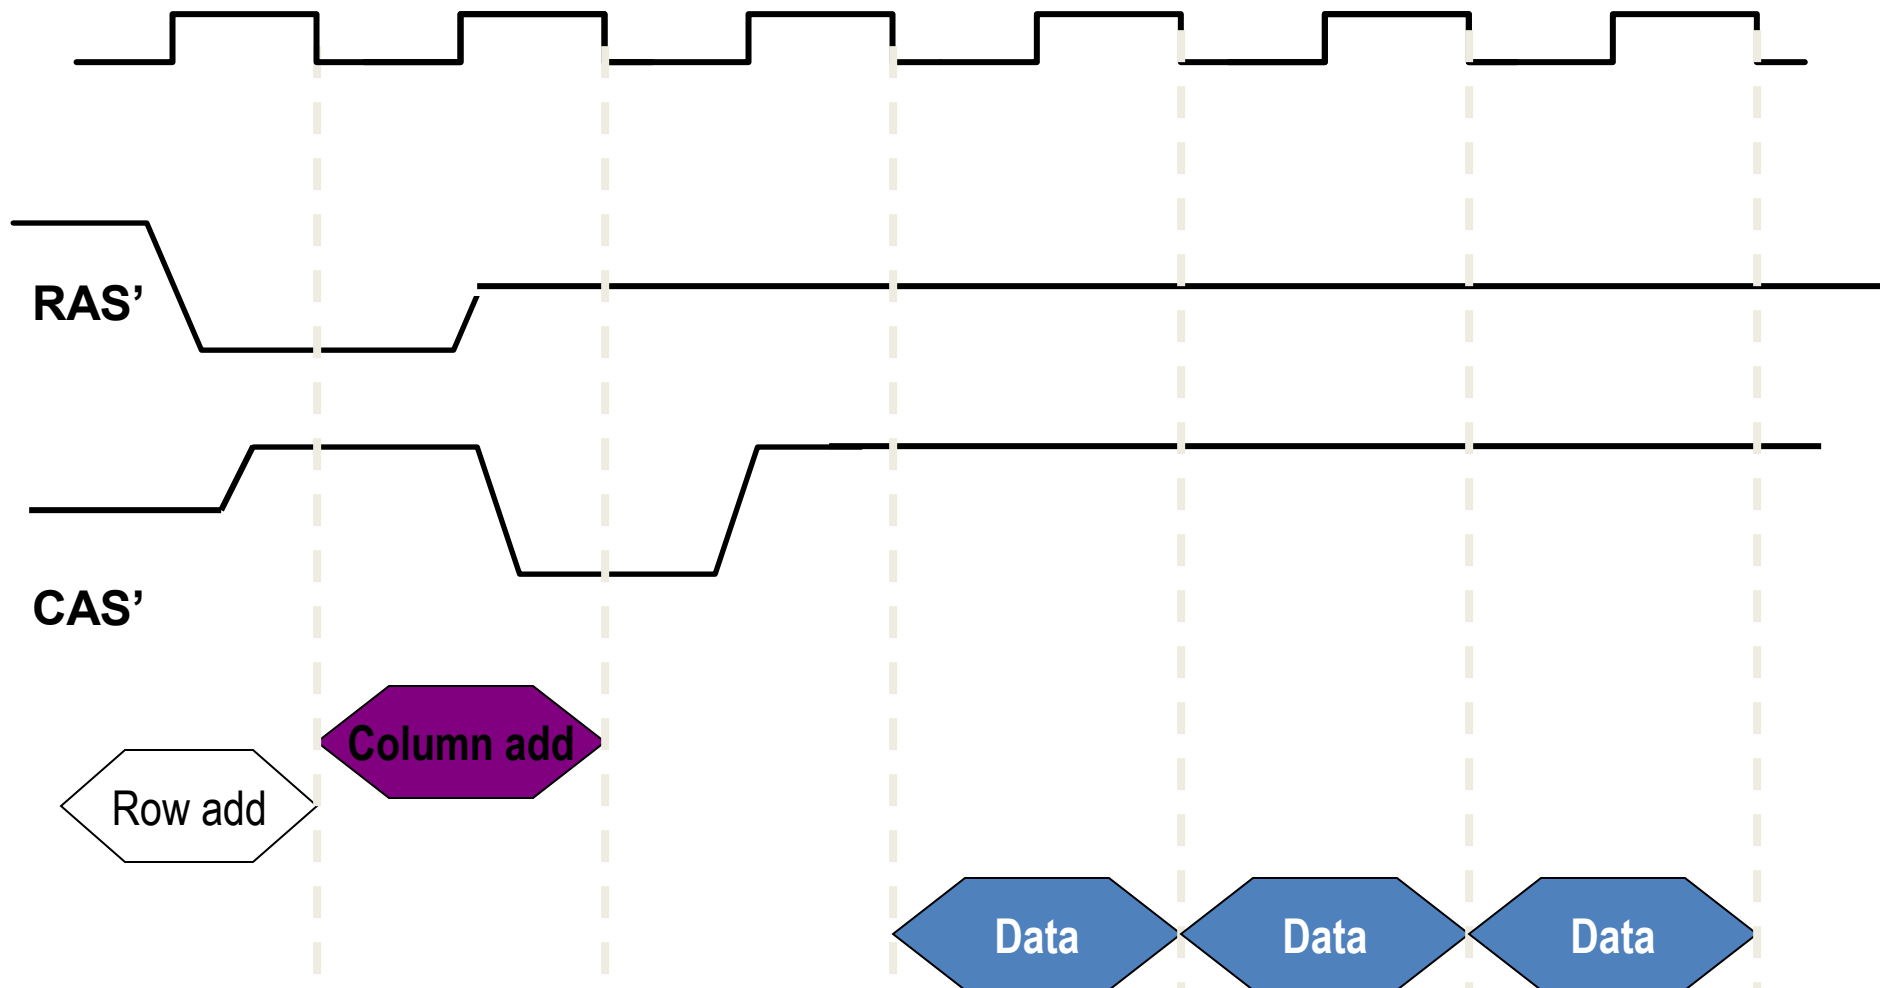 RAS’
CAS’
Column add
Row add
Data
Data
Data